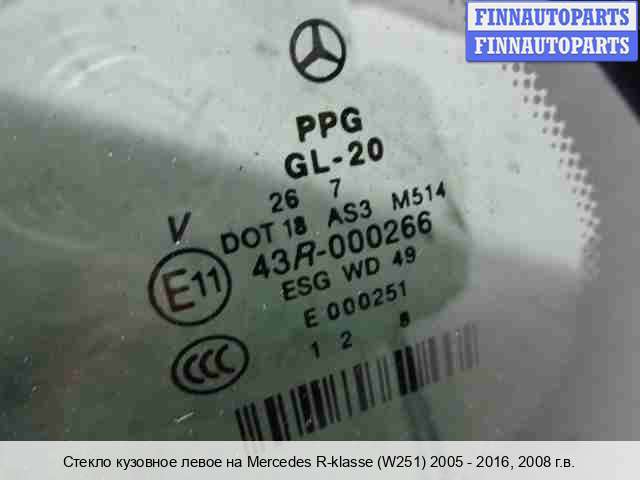 FINNAUTOPARTS
FINNAUTOPARTS
PPG
GL-20
26 7
V DOT 18 AS3 M514
E11 43R-000266
ESG WD 49
E 000251
CCC 1 2 8
Стекло кузовное левое на Mercedes R-klasse (W251) 2005 - 2016, 2008 г.в.